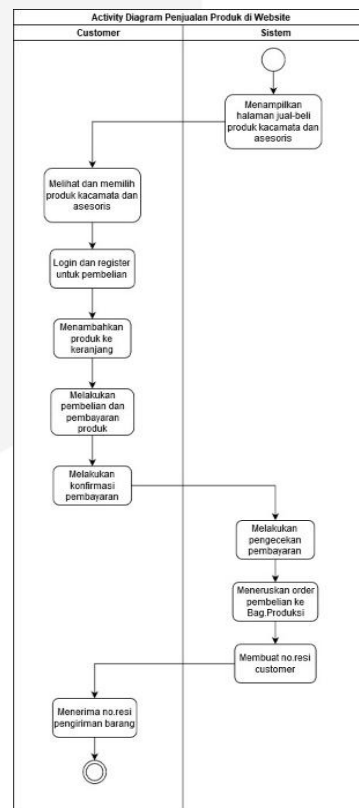 Activity Diagram Penjualan Produk di Website
Customer
Sistem
Menampilkan
halaman jual-beli
produk kacamata dan
asesoris
Melihat dan memilih
produk kacamata dan
asesoris
Login dan register
untuk pembelian
Menambahkan
produk ke
keranjang
Melakukan
pembelian dan
pembayaran
produk
Melakukan
konfirmasi
pembayaran
Melakukan
pengecekan
pembayaran
Meneruskan order
pembelian ke
Bag.Produksi
Membuat no.resi
customer
Menerima no.resi
pengiriman barang